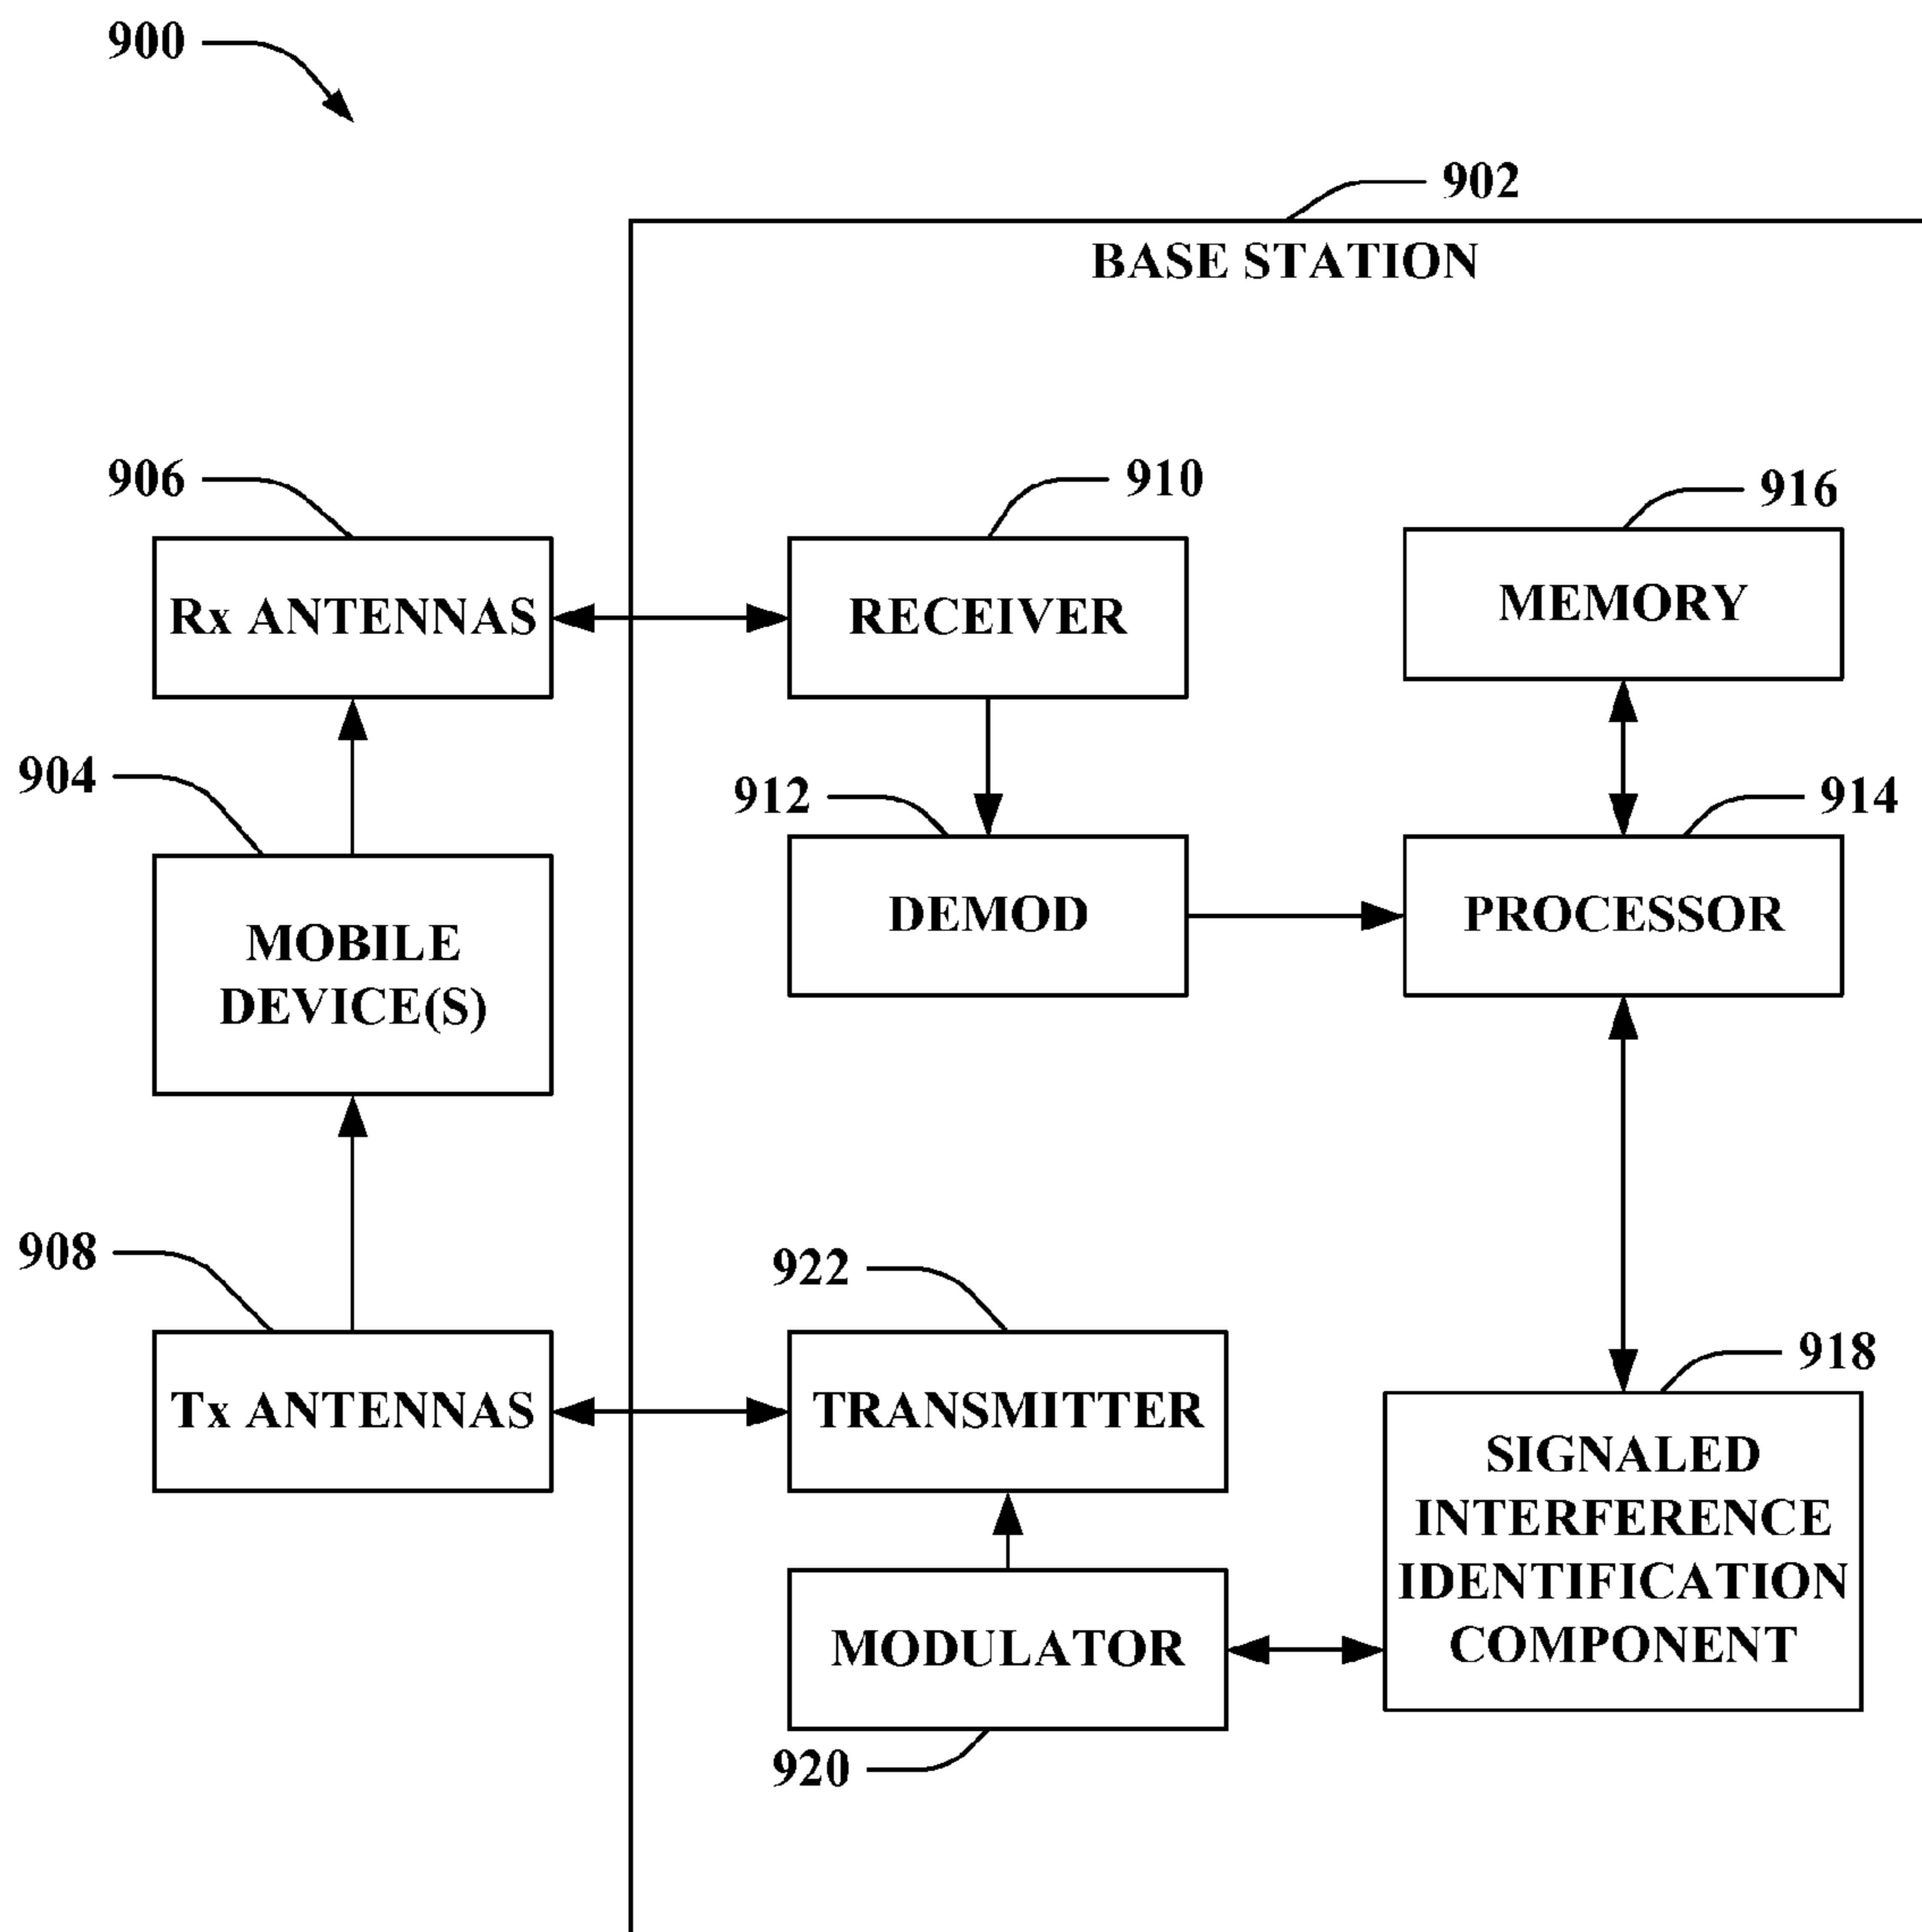 900
902
BASE STATION
906
910
916
Rx ANTENNAS
RECEIVER
MEMORY
904
912
914
MOBILE
DEVICE(S)
DEMOD
PROCESSOR
908
922
918
Tx ANTENNAS
TRANSMITTER
SIGNALED
INTERFERENCE
IDENTIFICATION
COMPONENT
MODULATOR
920